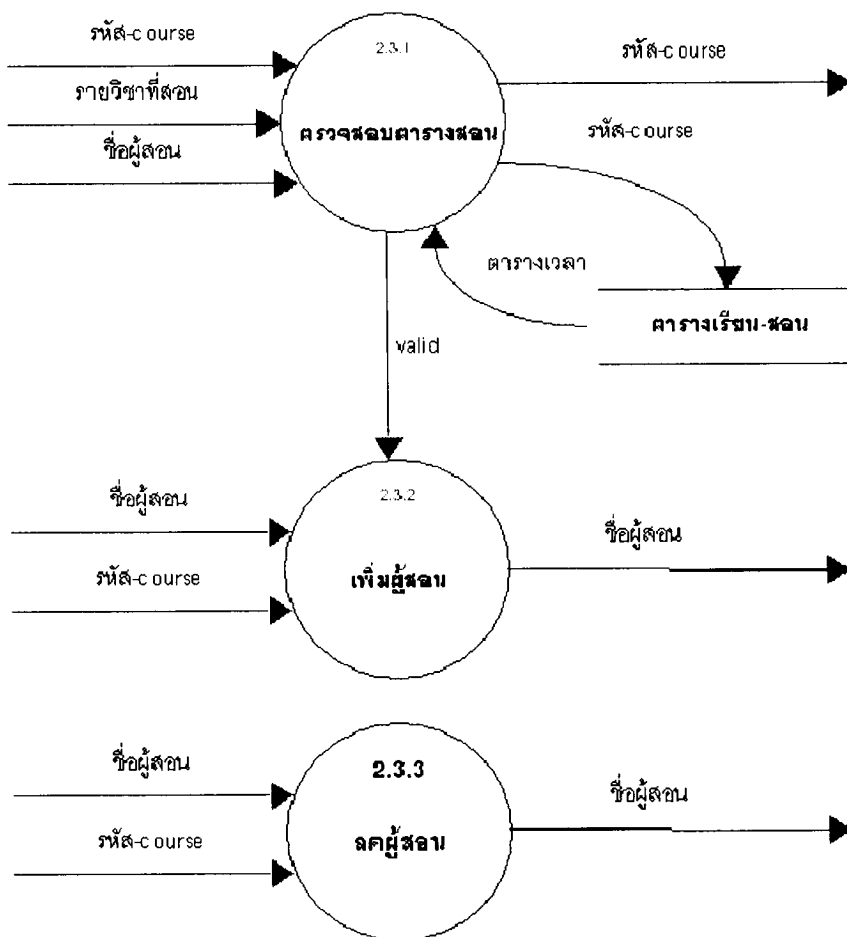 รหัส-course
รายวิชาที่สอน
ชื่อผู้สอน
2.3.1
ตรวจสอบตารางสอน
รหัส-course
รหัส-course
ตารางเวลา
ตารางเรียน-สอน
valid
ชื่อผู้สอน
รหัส-course
2.3.2
เพิ่มผู้สอน
ชื่อผู้สอน
ชื่อผู้สอน
รหัส-course
2.3.3
ลดผู้สอน
ชื่อผู้สอน